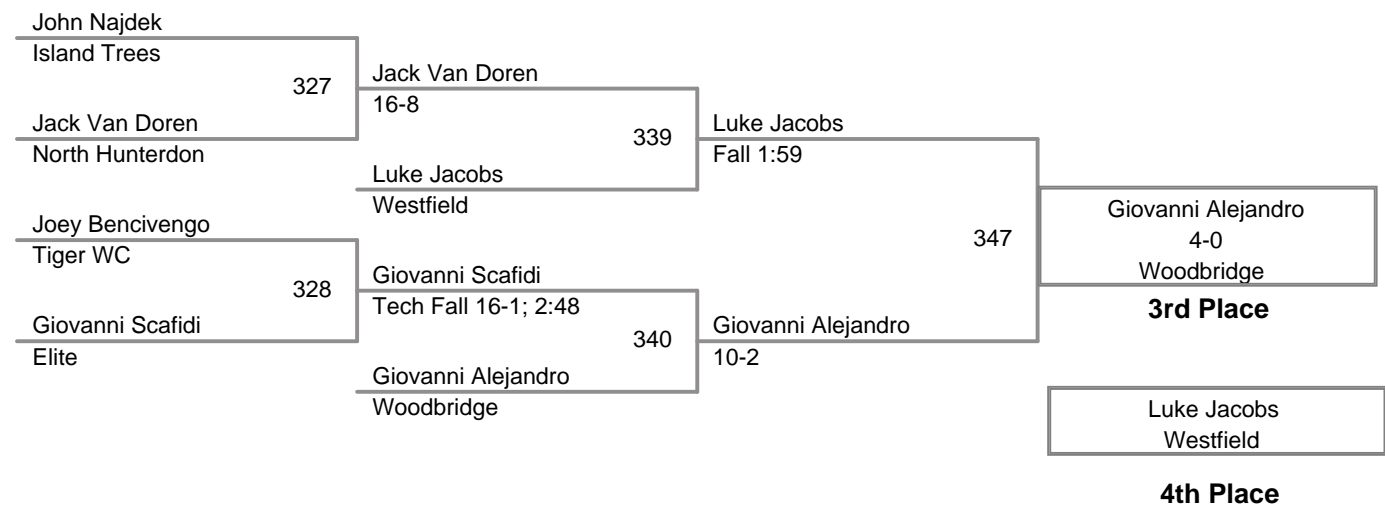 John Najdek
Island Trees
327
Jack Van Doren
16-8
Jack Van Doren
North Hunterdon
339
Luke Jacobs
Fall 1:59
Luke Jacobs
Westfield
Joey Bencivengo
Tiger WC
347
Giovanni Alejandro
4-0
Woodbridge
3rd Place
328
Giovanni Scafidi
Tech Fall 16-1; 2:48
Giovanni Scafidi
Elite
340
Giovanni Alejandro
10-2
Giovanni Alejandro
Woodbridge
Luke Jacobs
Westfield
4th Place